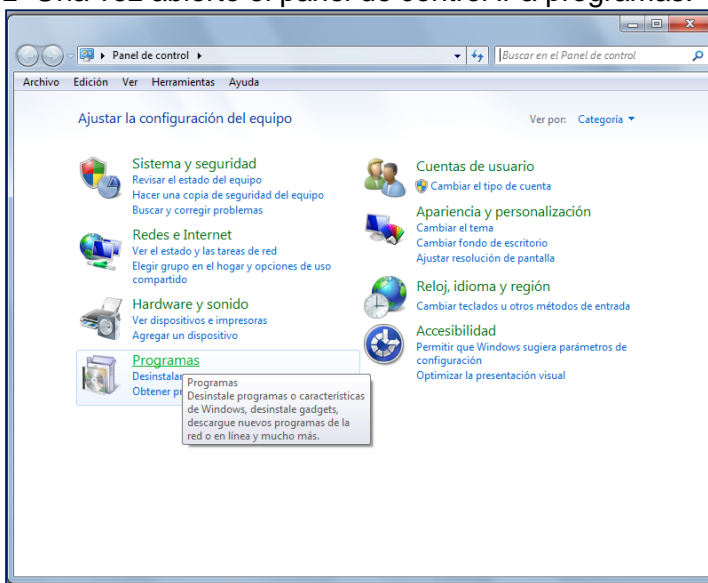 2- Una vez abierto el panel de control ir a programas.
Panel de control
Buscar en el Panel de control
Archivo Edición Ver Herramientas Ayuda
Ajustar la configuración del equipo
Ver por: Categoría
Sistema y seguridad
Revisar el estado del equipo
Hacer una copia de seguridad del equipo
Buscar y corregir problemas
Redes e Internet
Ver el estado y las tareas de red
Elegir grupo en el hogar y opciones de uso
compartido
Hardware y sonido
Ver dispositivos e impresoras
Agregar un dispositivo
Programas
Desinstalar
Obtener pr
Programas
Desinstale programas o características
de Windows, desinstale gadgets,
descargue nuevos programas de la
red o en línea y mucho más.
Cuentas de usuario
Cambiar el tipo de cuenta
Apariencia y personalización
Cambiar el tema
Cambiar fondo de escritorio
Ajustar resolución de pantalla
Reloj, idioma y región
Cambiar teclados u otros métodos de entrada
Accesibilidad
Permitir que Windows sugiera parámetros de
configuración
Optimizar la presentación visual